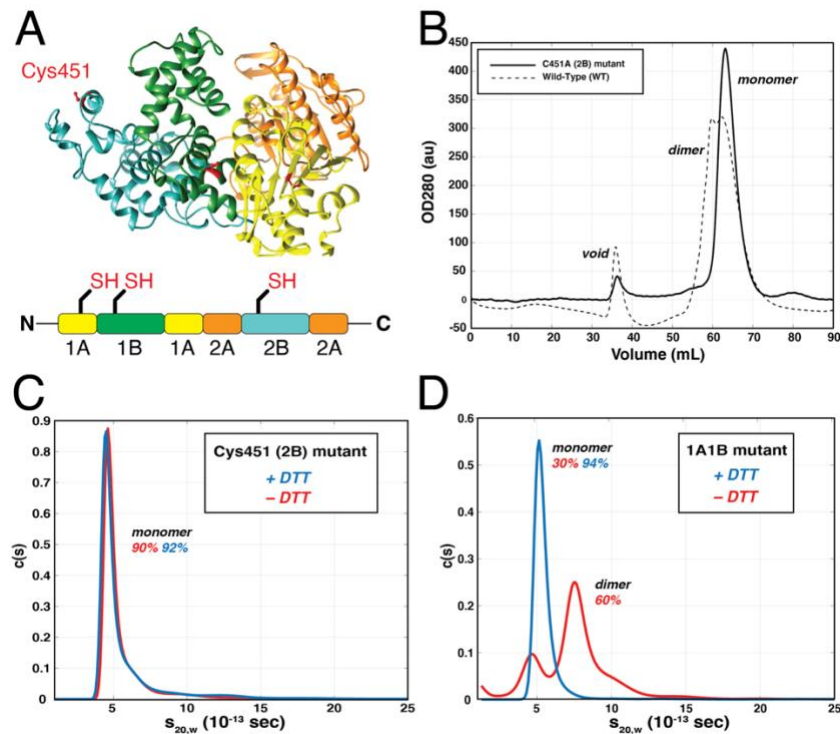 A
Cys451
SH SH SH
N C
1A 1B 1A 2A 2B 2A
B
OD280 (au)
450
400
350
300
250
200
150
100
50
0
-50
C451A (2B) mutant
Wild-Type (WT)
monomer
dimer
void
0 10 20 30 40 50 60 70 80 90
Volume (mL)
C
c(s)
0.9
0.8
0.7
0.6
0.5
0.4
0.3
0.2
0.1
0
Cys451 (2B) mutant
+ DTT
– DTT
monomer
90% 92%
5 10 15 20 25
s20,w (10-13 sec)
D
c(s)
0.6
0.5
0.4
0.3
0.2
0.1
0
monomer
30% 94%
1A1B mutant
+ DTT
– DTT
dimer
60%
5 10 15 20 25
s20,w (10-13 sec)